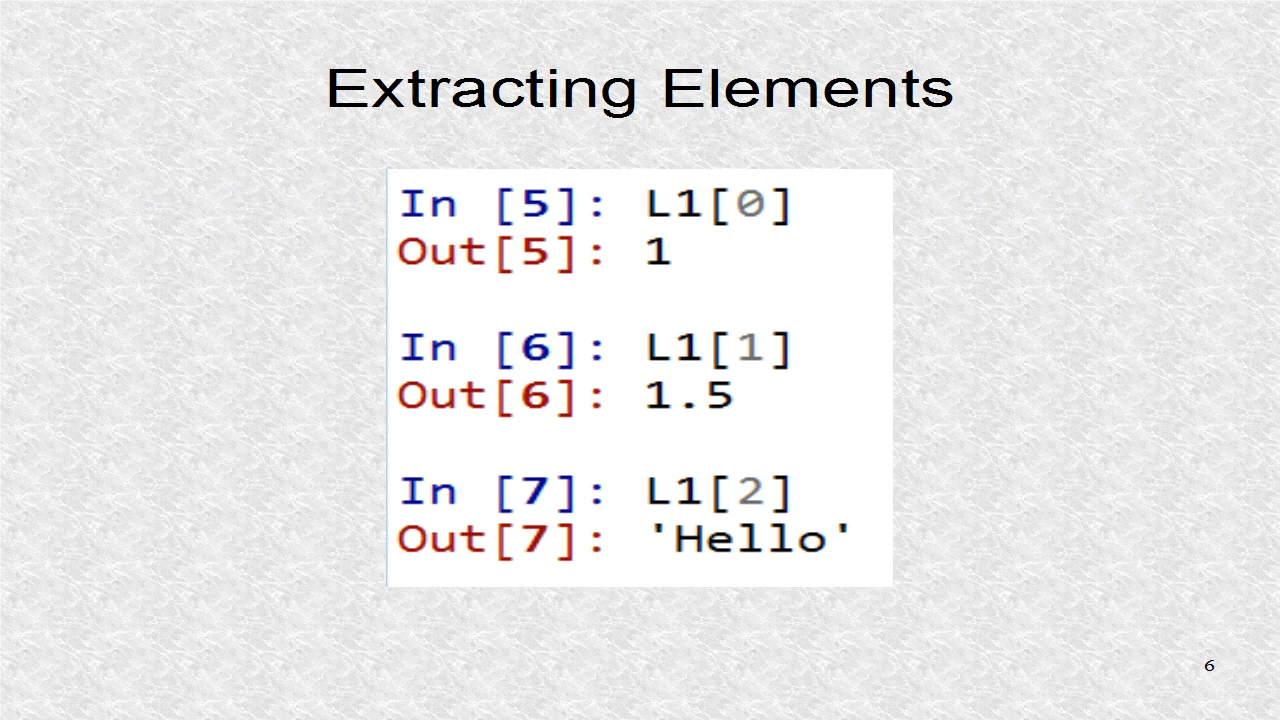 Extracting Elements
In [5]: L1[0]
Out[5]: 1
In [6]: L1[1]
Out[6]: 1.5
In [7]: L1[2]
Out[7]: 'Hello'
6